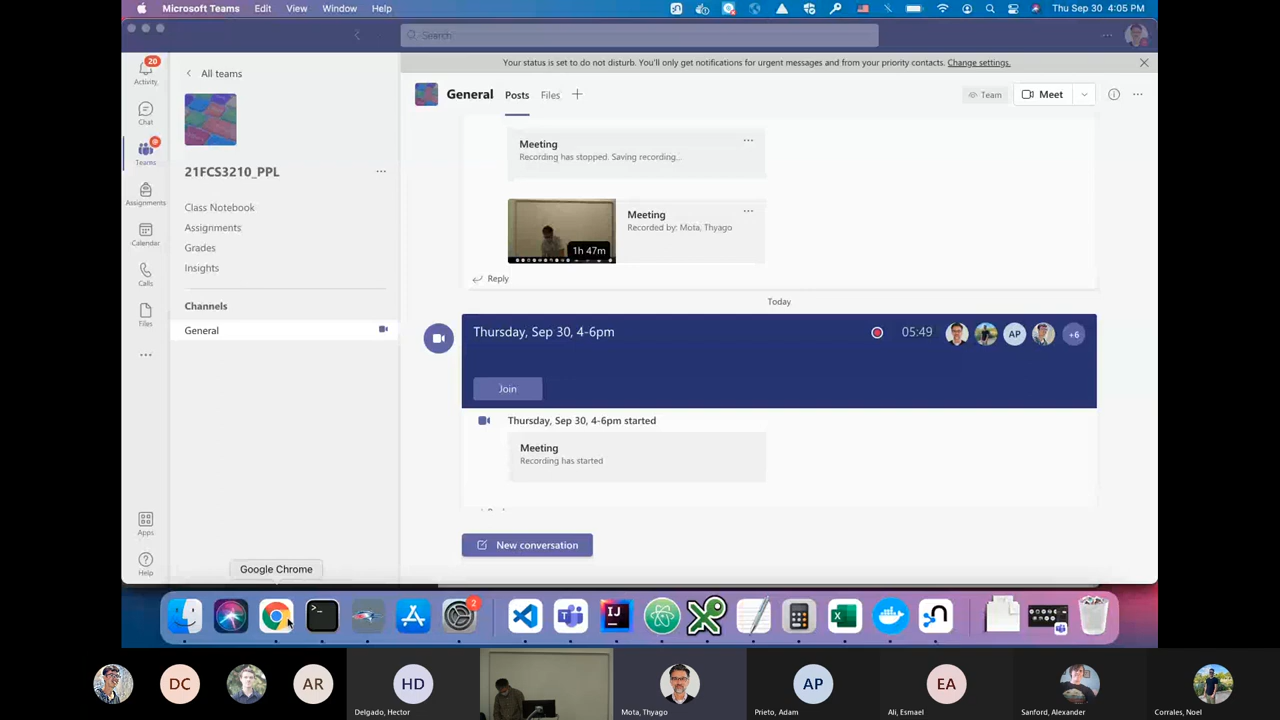 Microsoft Teams Edit View Window Help Thu Sep 30 4:05 PM
Search
20
Activity
Chat
Teams
Assignments
Calendar
Calls
Files
Apps
Help
All teams
21FCS3210_PPL
Class Notebook
Assignments
Grades
Insights
Channels
General
Your status is set to do not disturb. You'll only get notifications for urgent messages and from your priority contacts. Change settings.
General Posts Files Team Meet
Meeting
Recording has stopped. Saving recording...
Meeting
Recorded by: Mota, Thyago
1h 47m
Reply
Today
Thursday, Sep 30, 4-6pm 05:49 AP +6
Join
Thursday, Sep 30, 4-6pm started
Meeting
Recording has started
New conversation
Google Chrome
2
DC AR HD AP EA
Delgado, Hector Mota, Thyago Prieto, Adam Ali, Esmael Sanford, Alexander Corrales, Noel